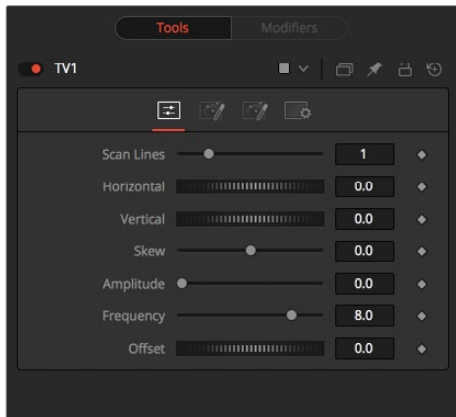 Tools Modifiers
TV1
Scan Lines 1
Horizontal 0.0
Vertical 0.0
Skew 0.0
Amplitude 0.0
Frequency 8.0
Offset 0.0